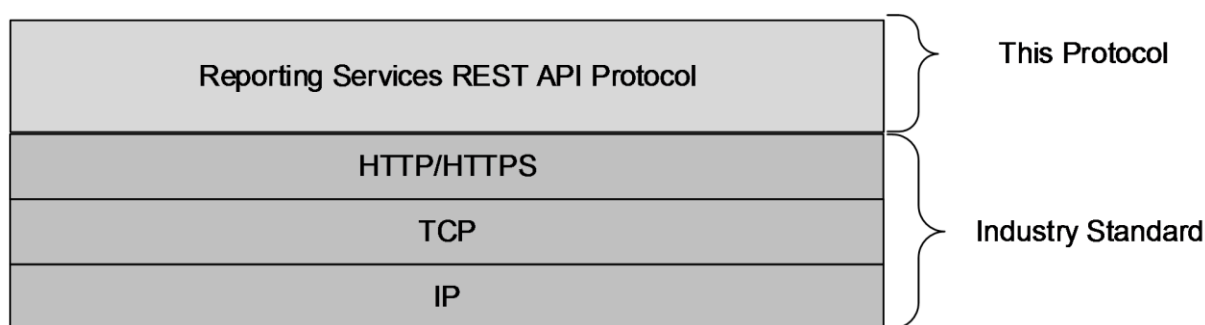 Reporting Services REST API Protocol
This Protocol
HTTP/HTTPS
TCP
Industry Standard
IP